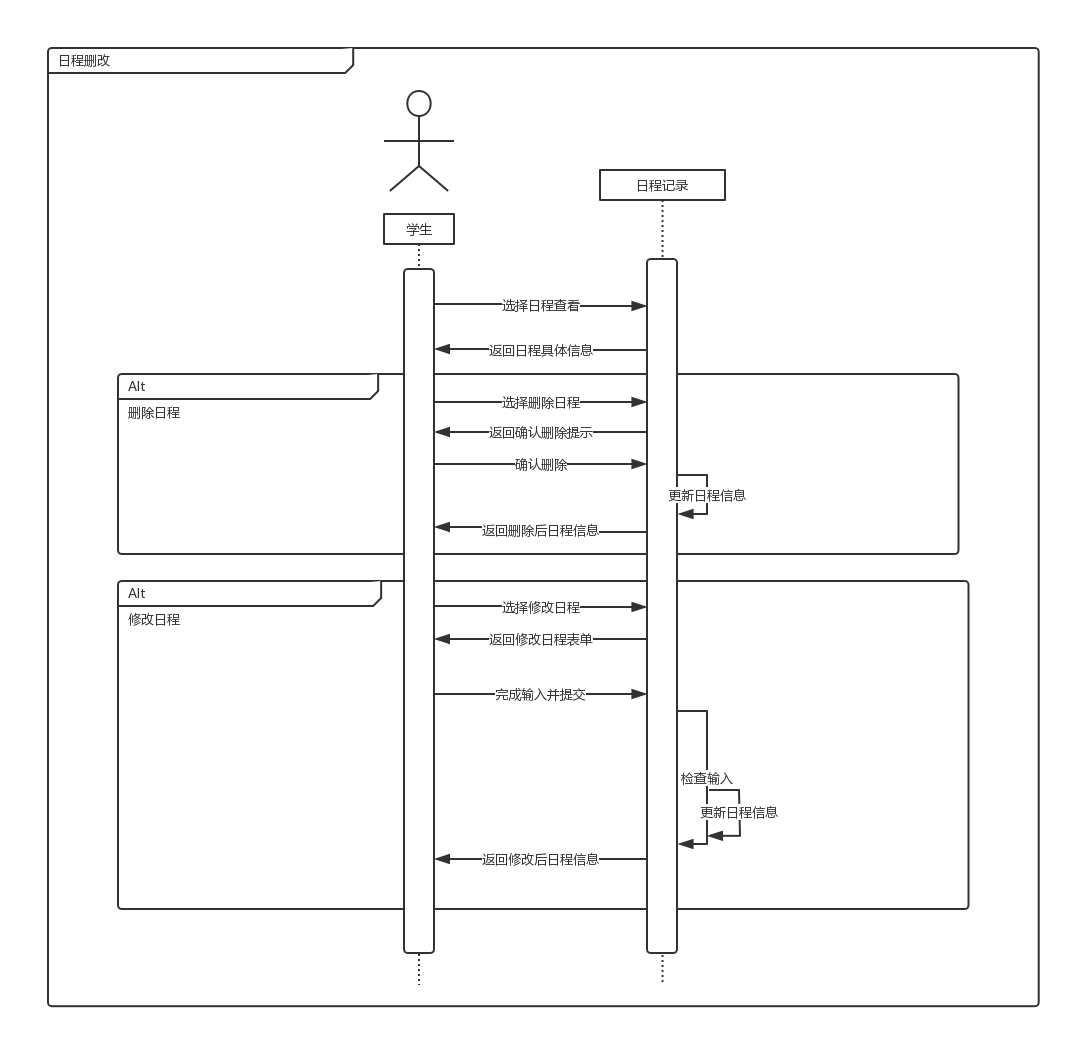 日程删改
日程记录
学生
选择日程查看
返回日程具体信息
Alt
删除日程
选择删除日程
返回确认删除提示
确认删除
更新日程信息
返回删除后日程信息
Alt
修改日程
选择修改日程
返回修改日程表单
完成输入并提交
检查输入
更新日程信息
返回修改后日程信息